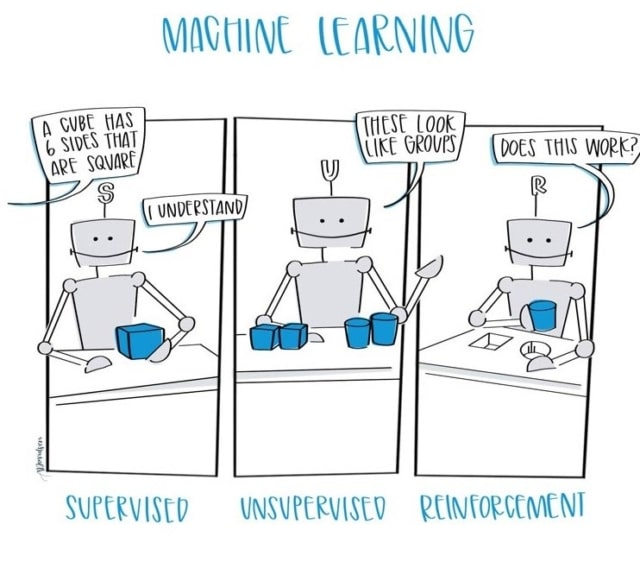 MACHINE LEARNING
A CUBE HAS
6 SIDES THAT
ARE SQUARE
S
I UNDERSTAND
THESE LOOK
LIKE GROUPS
U
DOES THIS WORK?
R
SUPERVISED
UNSUPERVISED
REINFORCEMENT